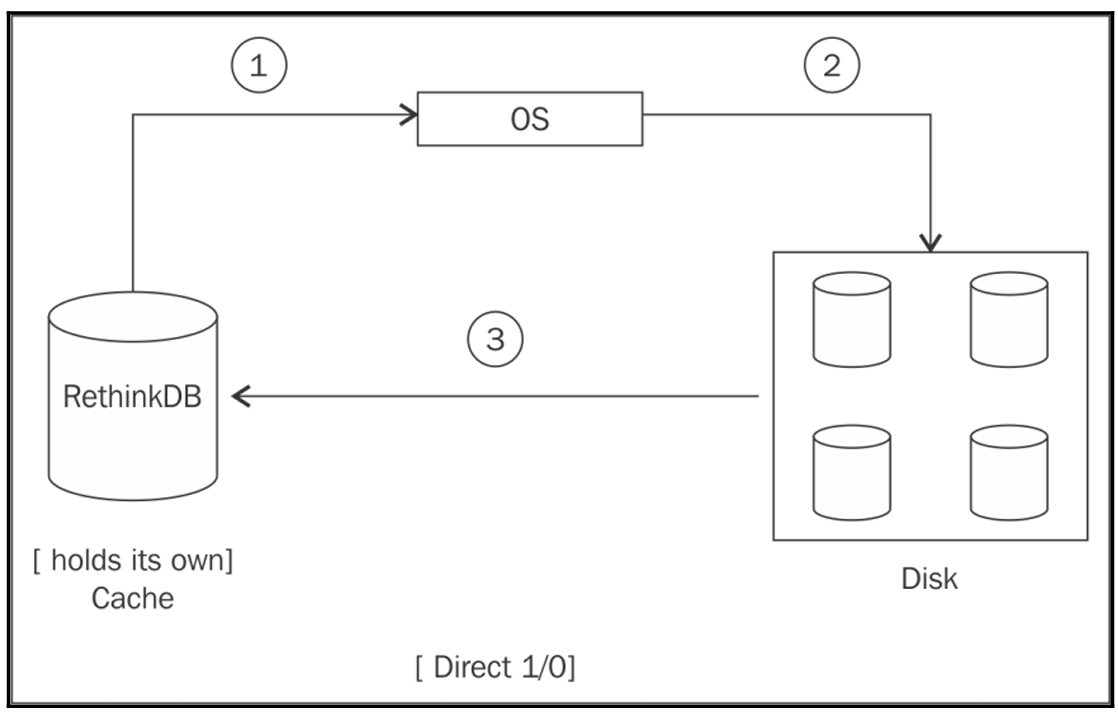 1
2
OS
3
RethinkDB
[ holds its own]
Cache
Disk
[ Direct 1/0]